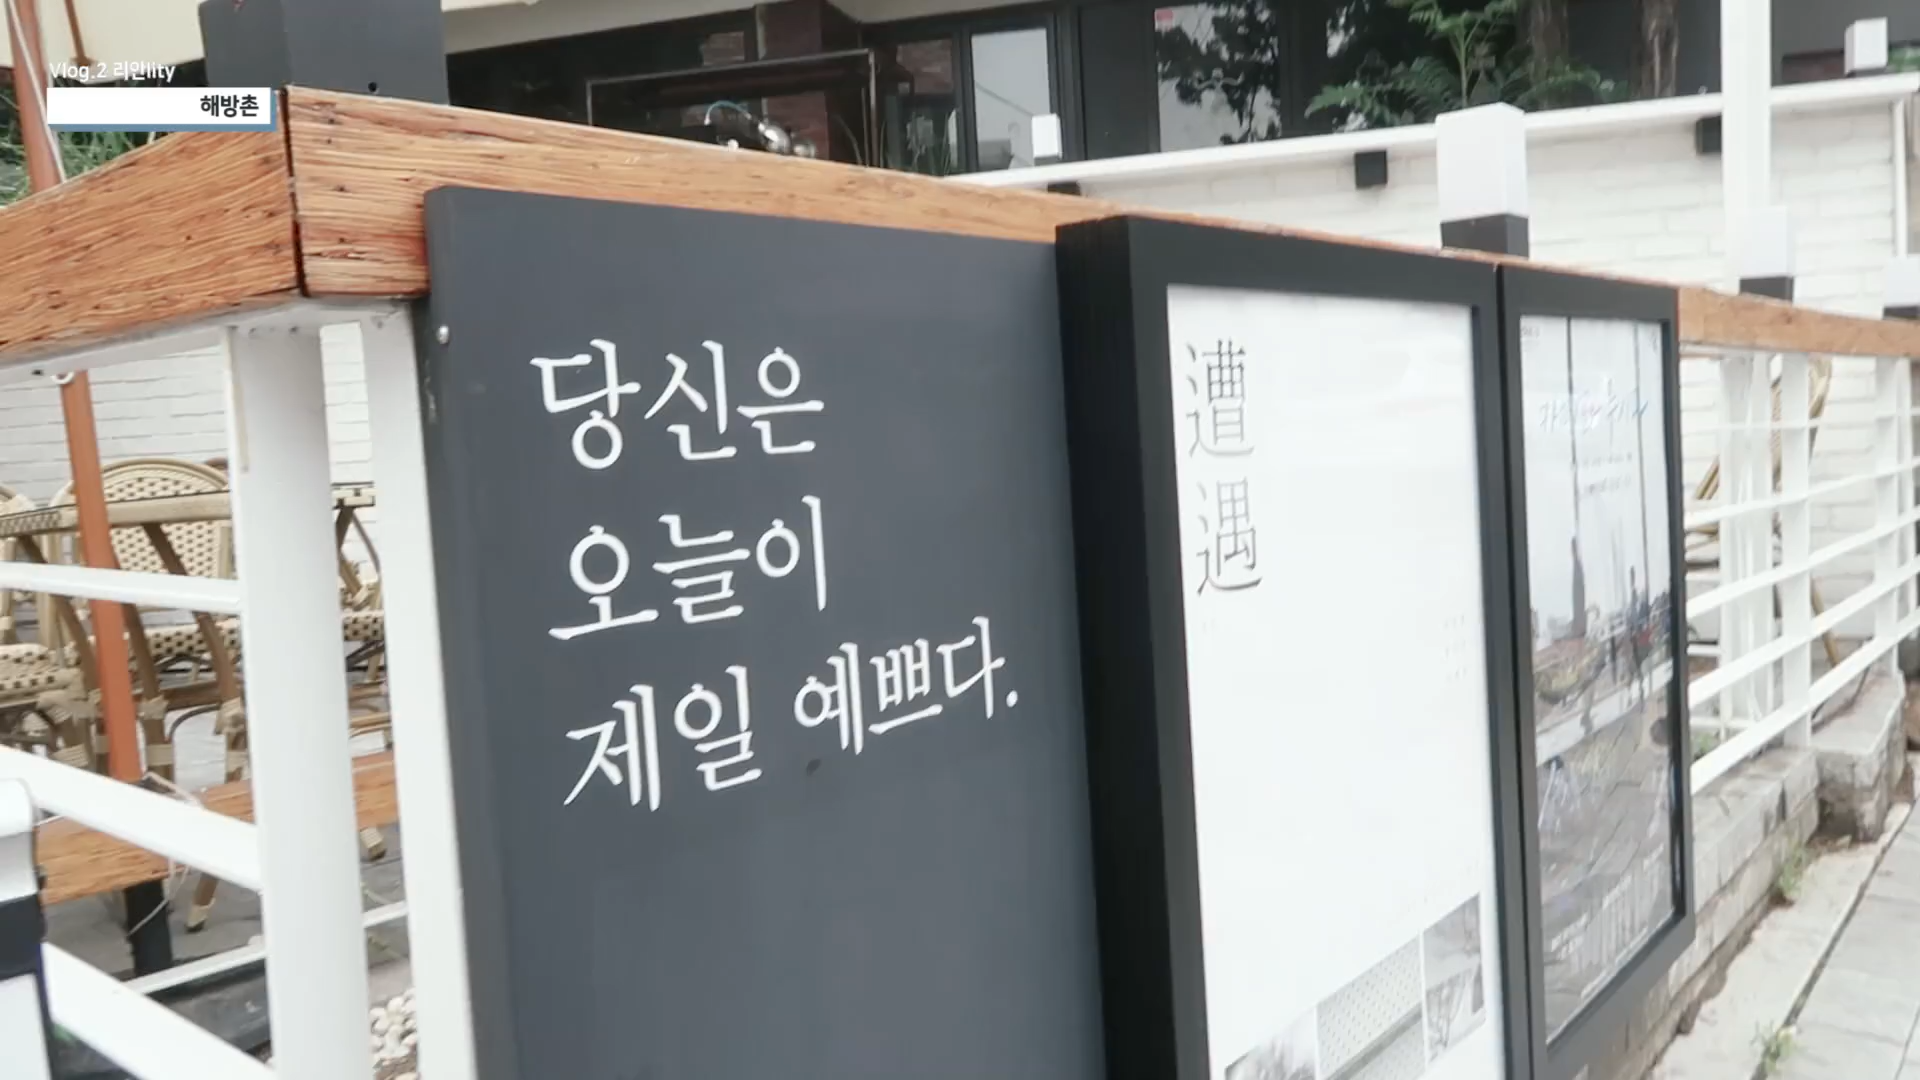 Vlog.2 리안lity
해방촌
당신은
오늘이
제일 예쁘다.
遭
遇